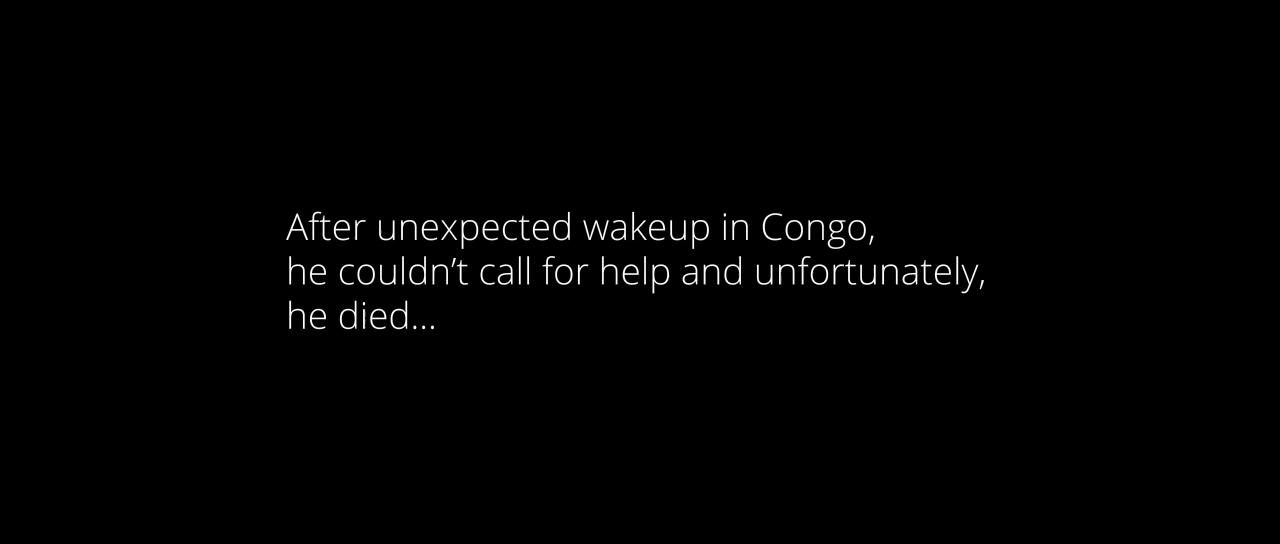 After unexpected wakeup in Congo,
he couldn’t call for help and unfortunately,
he died...